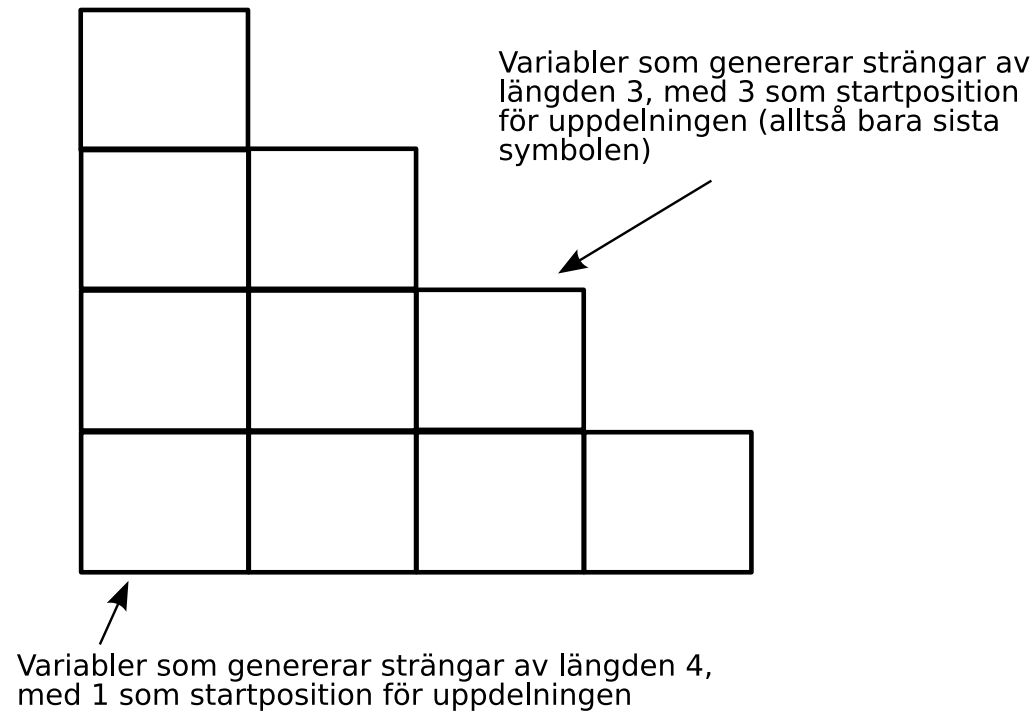 Variabler som genererar strängar av
längden 3, med 3 som startposition
för uppdelningen (alltså bara sista
symbolen)
Variabler som genererar strängar av längden 4,
med 1 som startposition för uppdelningen